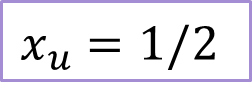 x_u = 1/2